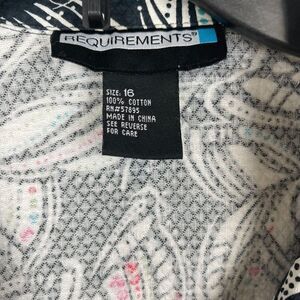 REQUIREMENTS®
SIZE: 16
100% COTTON
RN#57895
MADE IN CHINA
SEE REVERSE
FOR CARE